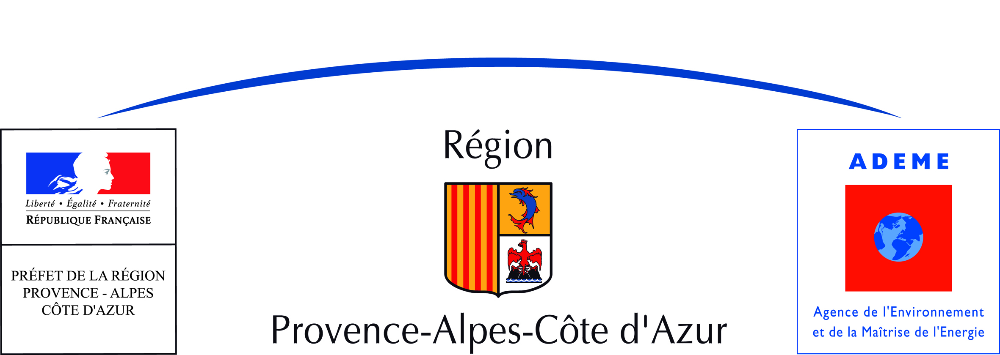 Liberté • Égalité • Fraternité
RÉPUBLIQUE FRANÇAISE
PRÉFET DE LA RÉGION
PROVENCE - ALPES
CÔTE D'AZUR
Région
Provence-Alpes-Côte d'Azur
ADEME
Agence de l'Environnement
et de la Maîtrise de l'Energie